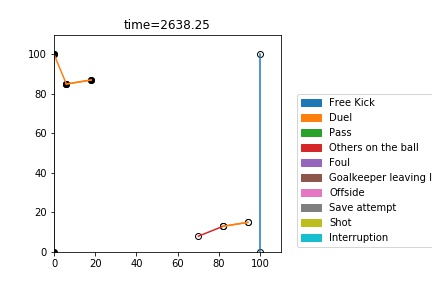 time=2638.25
100
80
60
40
20
0
0 20 40 60 80 100
Free Kick
Duel
Pass
Others on the ball
Foul
Goalkeeper leaving l
Offside
Save attempt
Shot
Interruption